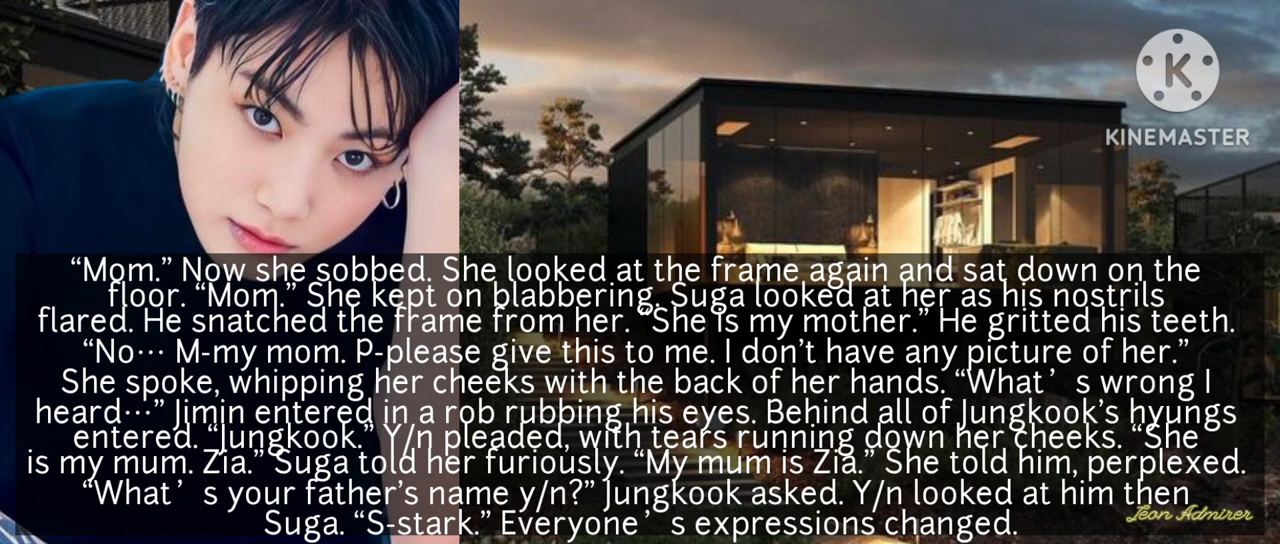 KINEMASTER
“Mom.” Now she sobbed. She looked at the frame again and sat down on the
floor. “Mom.” She kept on blabbering. Suga looked at her as his nostrils
flared. He snatched the frame from her. “She is my mother.” He gritted his teeth.
“No… M-my mom. P-please give this to me. I don’t have any picture of her.”
She spoke, whipping her cheeks with the back of her hands. “What’s wrong I
heard…” Jimin entered in a rob rubbing his eyes. Behind all of Jungkook’s hyungs
entered. “Jungkook.” Y/n pleaded, with tears running down her cheeks. “She
is my mum. Zia.” Suga told her furiously. “My mum is Zia.” She told him, perplexed.
“What’s your father’s name y/n?” Jungkook asked. Y/n looked at him then
Suga. “S-stark.” Everyone’s expressions changed.
Leon Admirer